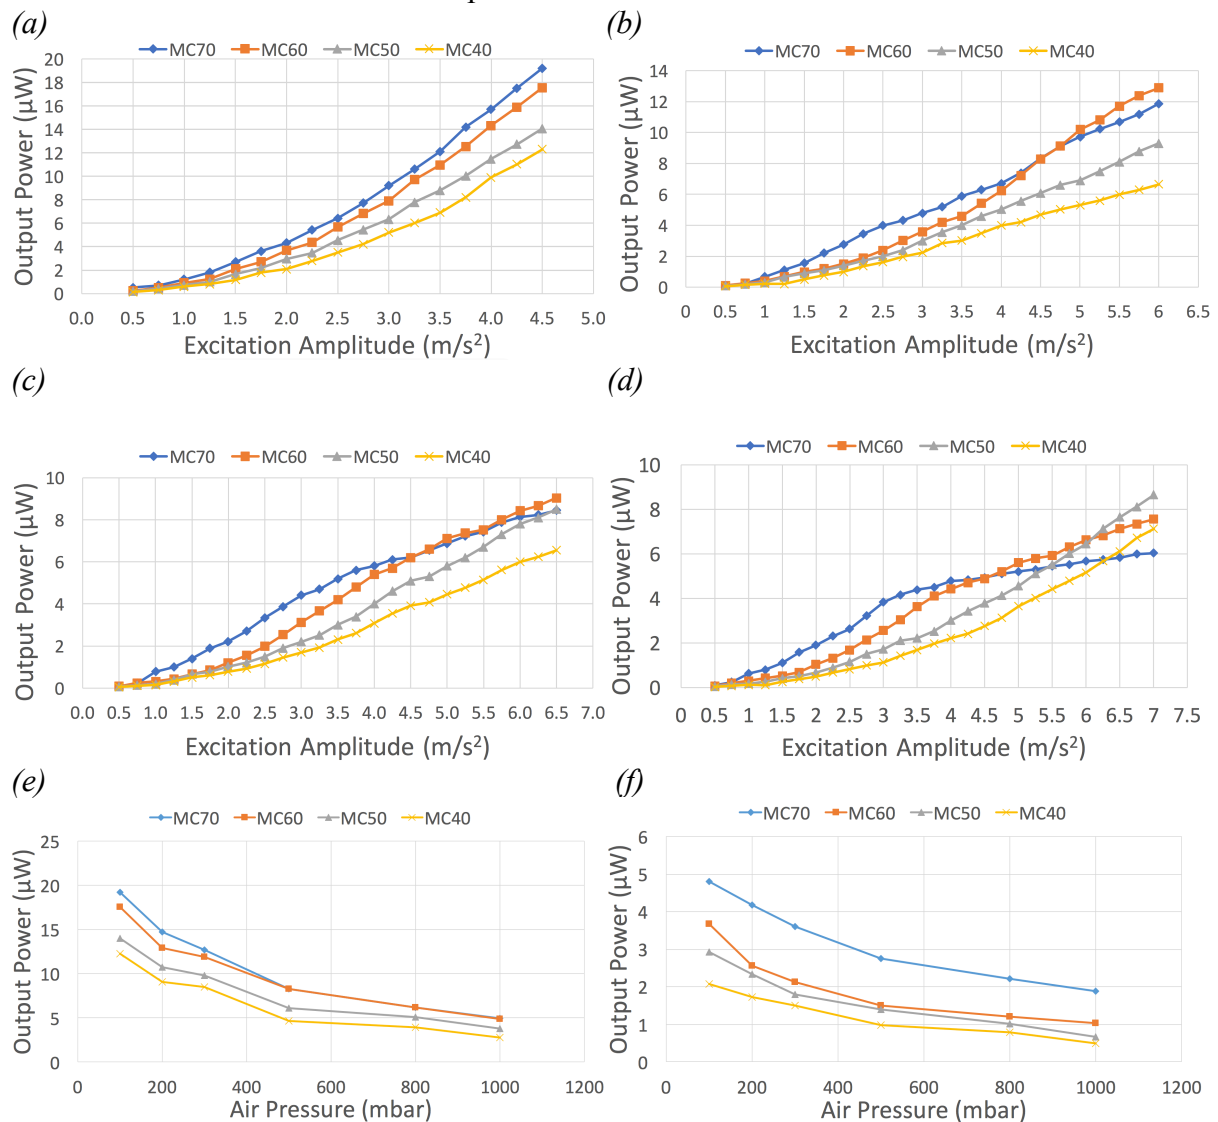 (a)
(b)
MC70 MC60 MC50 MC40
Output Power (µW)
20
18
16
14
12
10
8
6
4
2
0
0.0 0.5 1.0 1.5 2.0 2.5 3.0 3.5 4.0 4.5 5.0
Excitation Amplitude (m/s²)
MC70 MC60 MC50 MC40
Output Power (µW)
14
12
10
8
6
4
2
0
0 0.5 1 1.5 2 2.5 3 3.5 4 4.5 5 5.5 6 6.5
Excitation Amplitude (m/s²)
(c)
(d)
MC70 MC60 MC50 MC40
Output Power (µW)
10
8
6
4
2
0
0.0 0.5 1.0 1.5 2.0 2.5 3.0 3.5 4.0 4.5 5.0 5.5 6.0 6.5 7.0
Excitation Amplitude (m/s²)
MC70 MC60 MC50 MC40
Output Power (µW)
10
8
6
4
2
0
0 0.5 1 1.5 2 2.5 3 3.5 4 4.5 5 5.5 6 6.5 7 7.5
Excitation Amplitude (m/s²)
(e)
(f)
MC70 MC60 MC50 MC40
Output Power (µW)
25
20
15
10
5
0
0 200 400 600 800 1000 1200
Air Pressure (mbar)
MC70 MC60 MC50 MC40
Output Power (µW)
6
5
4
3
2
1
0
0 200 400 600 800 1000 1200
Air Pressure (mbar)